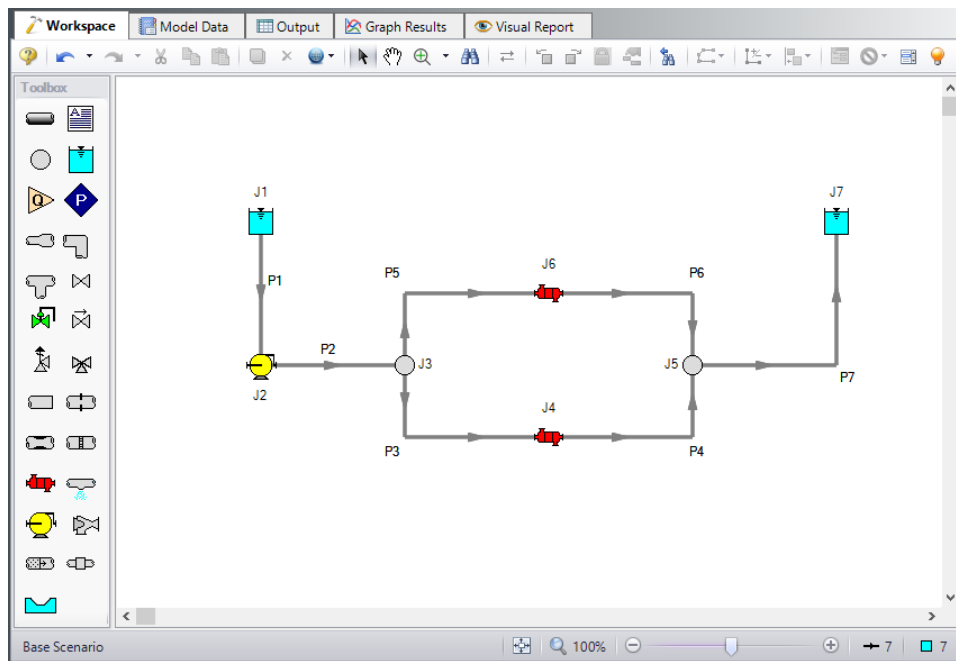 Workspace Model Data Output Graph Results Visual Report
Toolbox
A
Q P
J1 J7
J6
P5 P6
P1
P2
J3 J5
P7
J2
J4
P3 P4
Base Scenario 100% 7 7